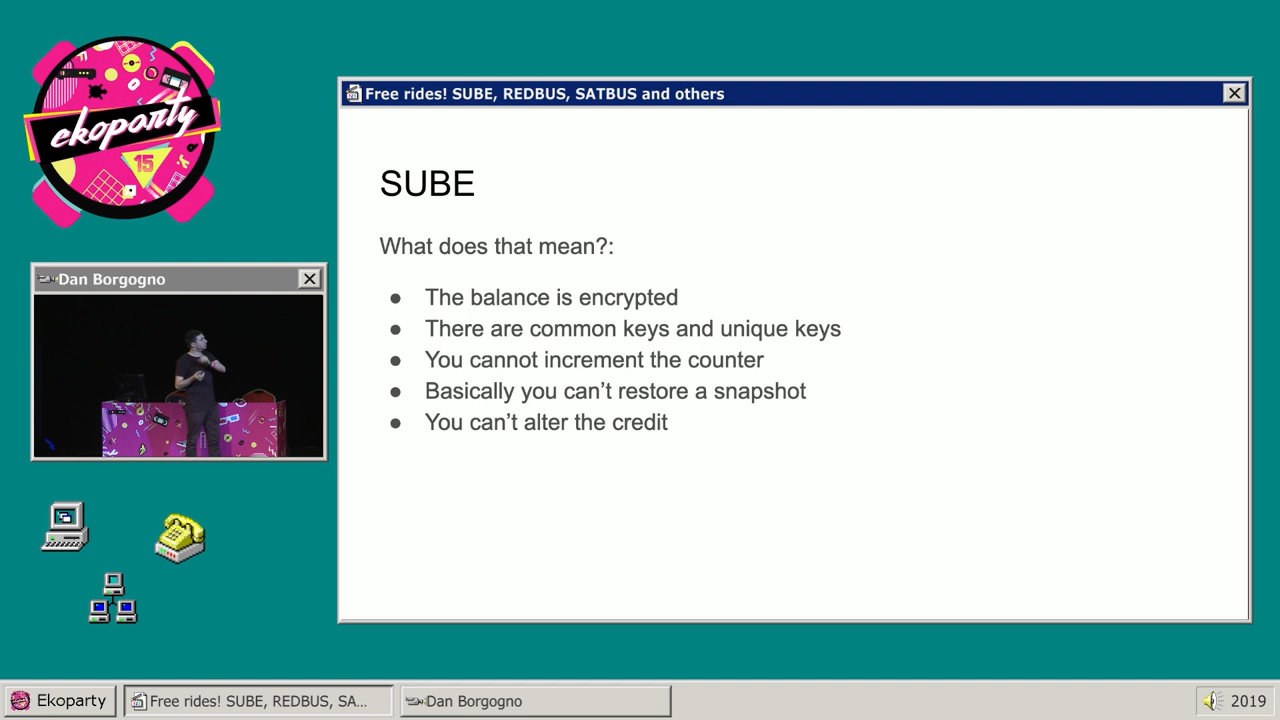 ekoparty
15
Free rides! SUBE, REDBUS, SATBUS and others
SUBE
What does that mean?:
● The balance is encrypted
● There are common keys and unique keys
● You cannot increment the counter
● Basically you can’t restore a snapshot
● You can’t alter the credit
Dan Borgogno
Ekoparty
Free rides! SUBE, REDBUS, SA...
Dan Borgogno
2019